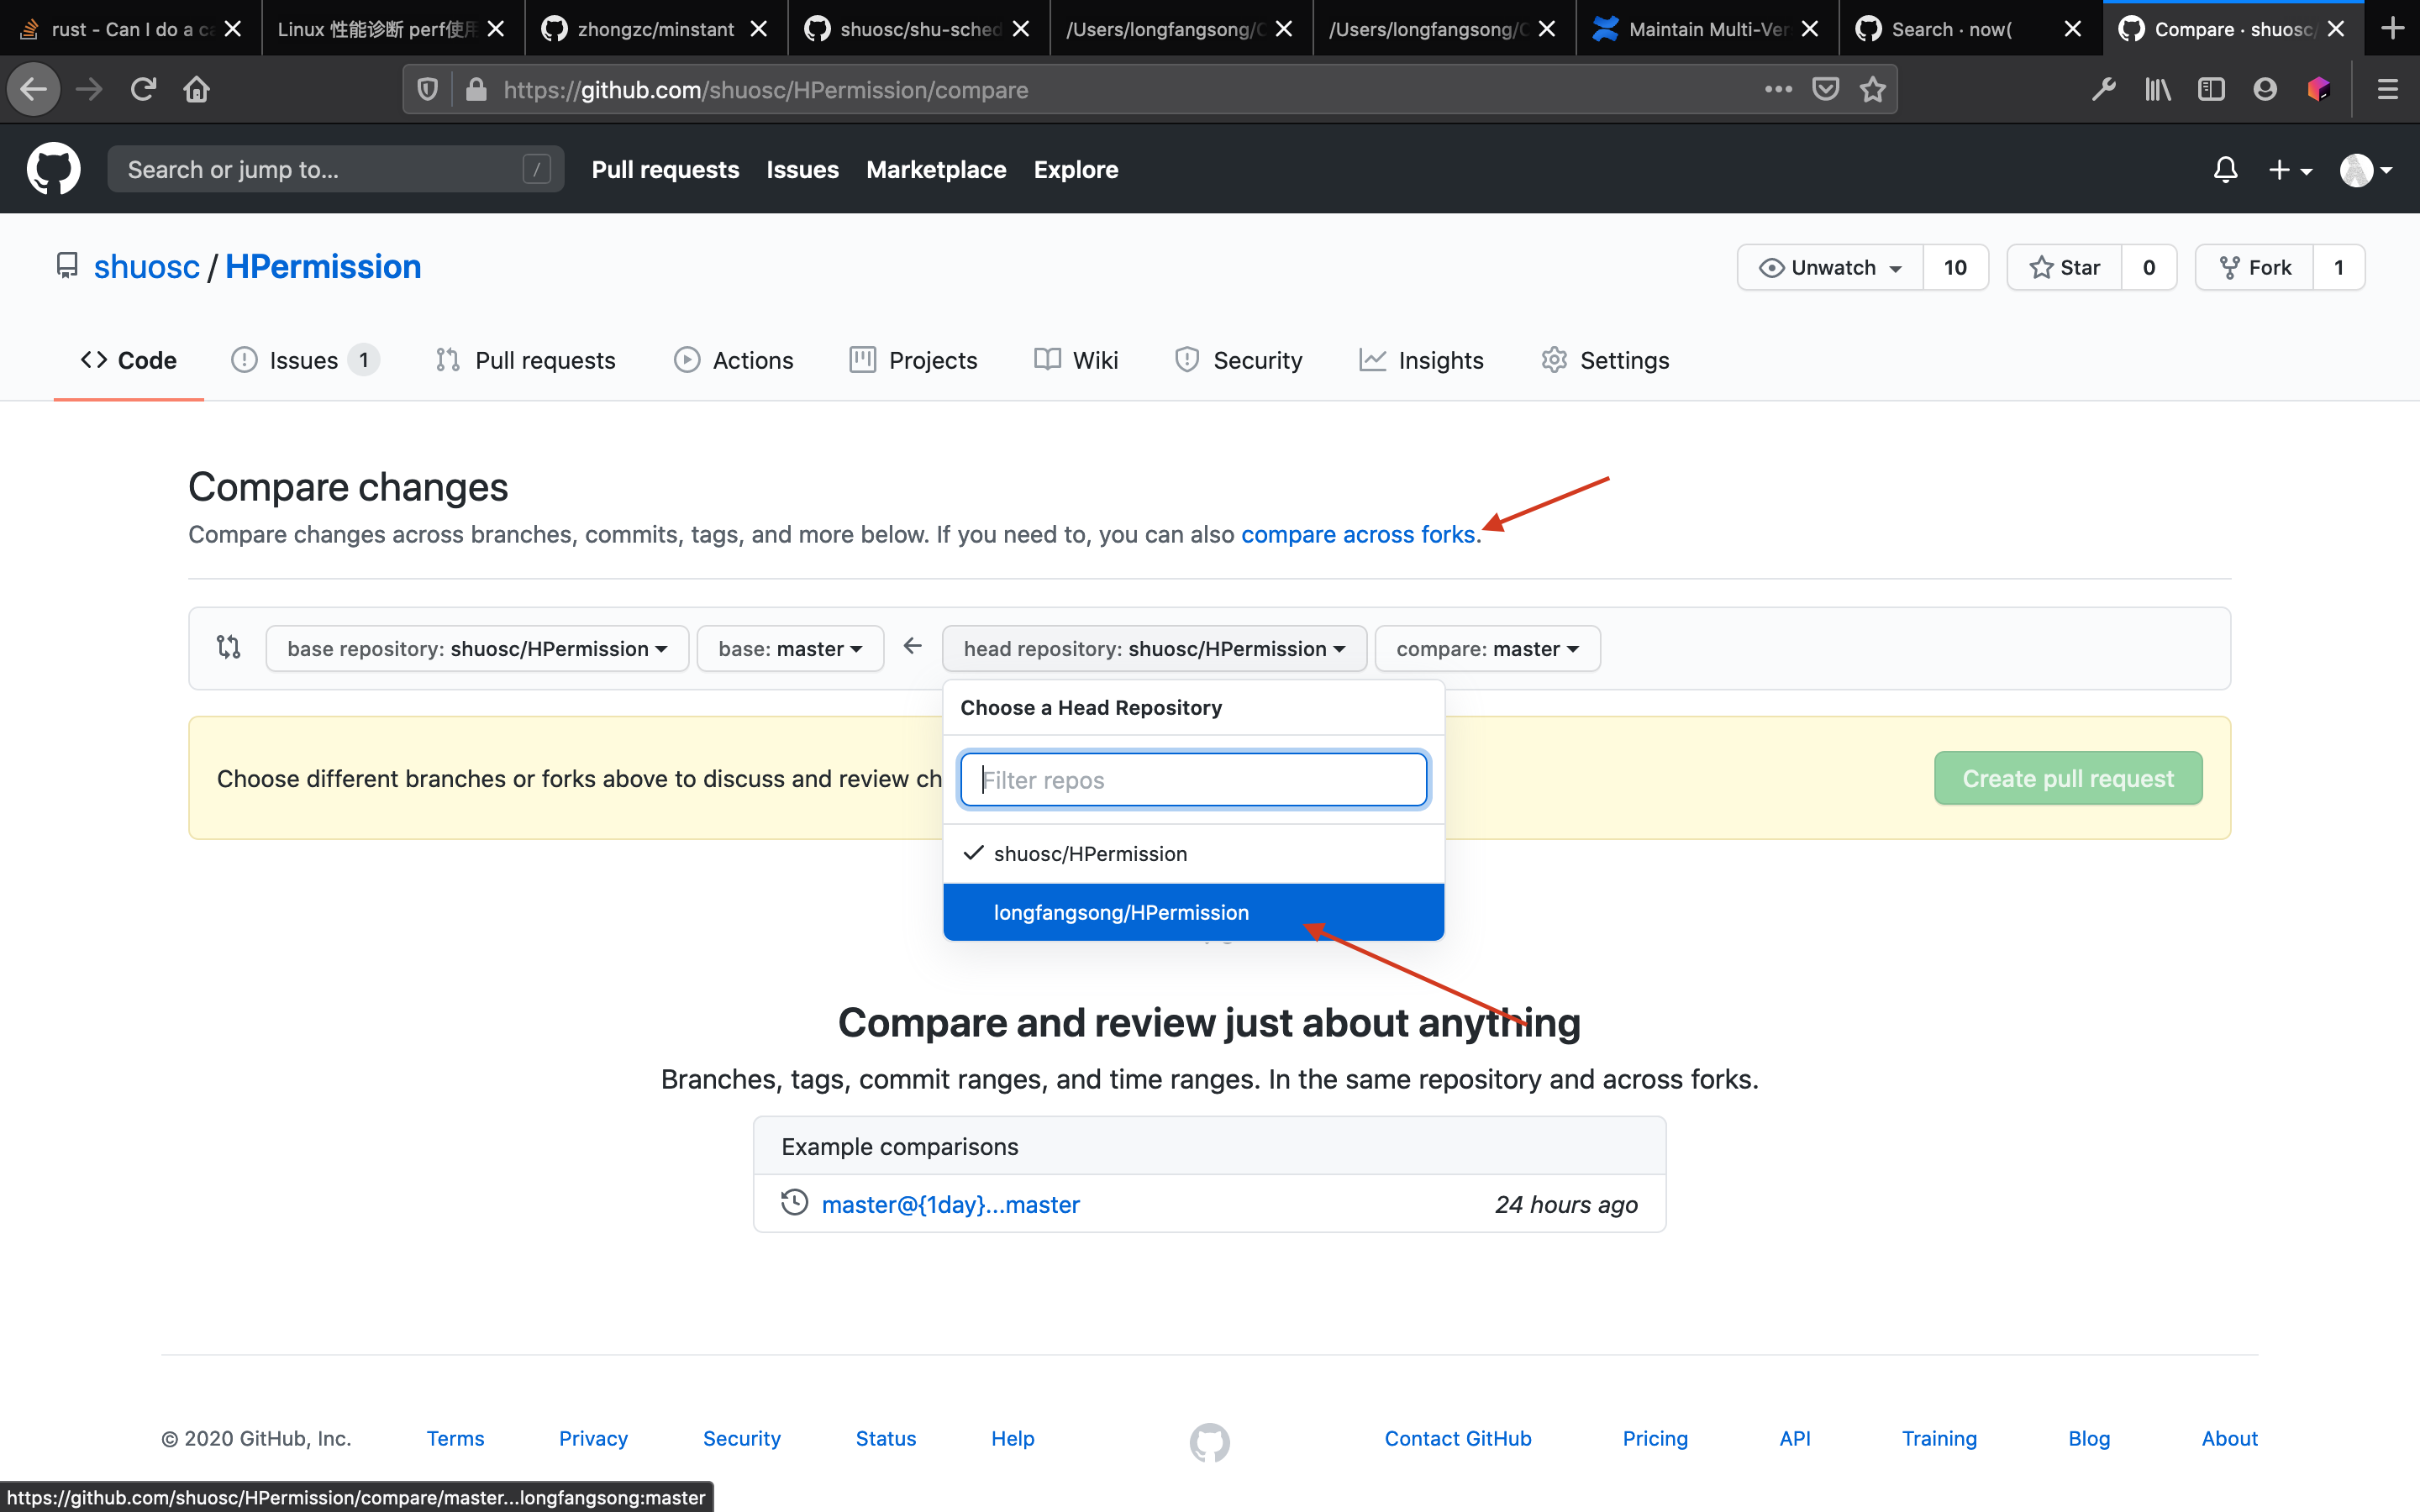 rust - Can I do a ca
Linux 性能诊断 perf使用
zhongzc/minstant
shuosc/shu-sched
/Users/longfangsong/C
/Users/longfangsong/C
Maintain Multi-Ver
Search · now(
Compare · shuosc/
https://github.com/shuosc/HPermission/compare
Search or jump to...
/
Pull requests
Issues
Marketplace
Explore
shuosc / HPermission
Unwatch
10
Star
0
Fork
1
Code
Issues 1
Pull requests
Actions
Projects
Wiki
Security
Insights
Settings
Compare changes
Compare changes across branches, commits, tags, and more below. If you need to, you can also compare across forks.
base repository: shuosc/HPermission
base: master
head repository: shuosc/HPermission
compare: master
Choose a Head Repository
Filter repos
Choose different branches or forks above to discuss and review ch
Create pull request
shuosc/HPermission
longfangsong/HPermission
Compare and review just about anything
Branches, tags, commit ranges, and time ranges. In the same repository and across forks.
Example comparisons
master@{1day}...master
24 hours ago
© 2020 GitHub, Inc.
Terms
Privacy
Security
Status
Help
Contact GitHub
Pricing
API
Training
Blog
About
https://github.com/shuosc/HPermission/compare/master...longfangsong:master